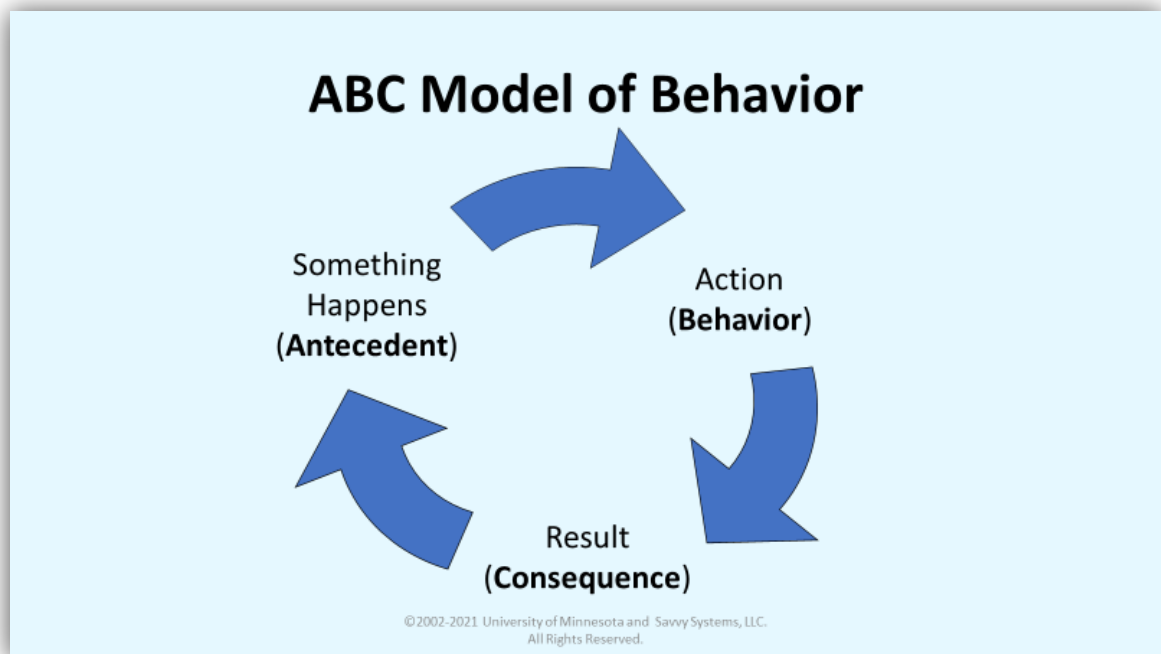 ABC Model of Behavior
Something
Happens
(Antecedent)
Action
(Behavior)
Result
(Consequence)
©2002-2021 University of Minnesota and Savvy Systems, LLC.
All Rights Reserved.